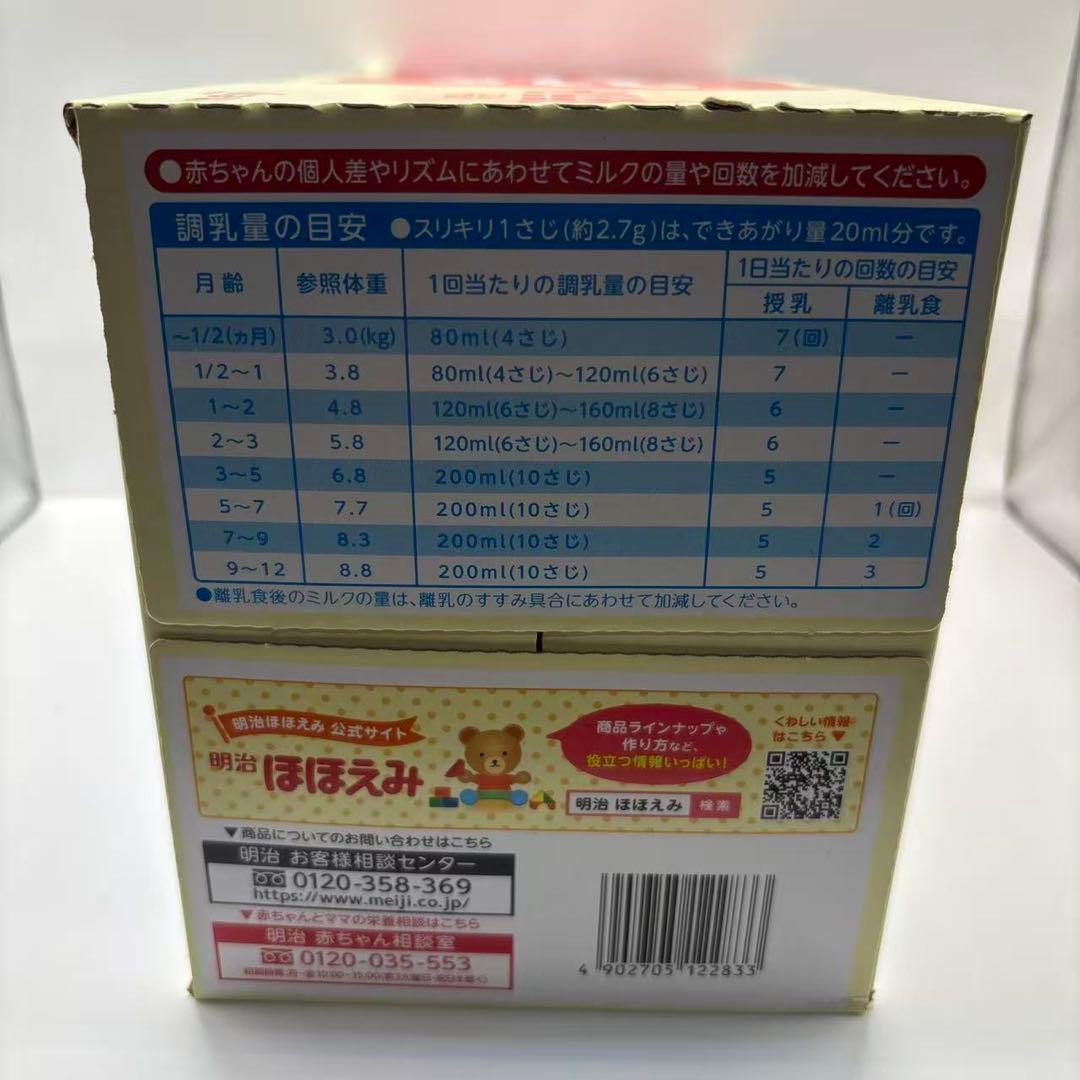 ●赤ちゃんの個人差やリズムにあわせてミルクの量や回数を加減してください。
調乳量の目安 ●スリキリ1さじ(約2.7g)は、できあがり量20ml分です。
月齢 参照体重 1回当たりの調乳量の目安 1日当たりの回数の目安
授乳 離乳食
〜1/2(ヵ月) 3.0(kg) 80ml(4さじ) 7(回) ー
1/2〜1 3.8 80ml(4さじ)〜120ml(6さじ) 7 ー
1〜2 4.8 120ml(6さじ)〜160ml(8さじ) 6 ー
2〜3 5.8 120ml(6さじ)〜160ml(8さじ) 6 ー
3〜5 6.8 200ml(10さじ) 5 ー
5〜7 7.7 200ml(10さじ) 5 1(回)
7〜9 8.3 200ml(10さじ) 5 2
9〜12 8.8 200ml(10さじ) 5 3
●離乳食後のミルクの量は、離乳のすすみ具合にあわせて加減してください。
明治ほほえみ 公式サイト
明治 ほほえみ
商品ラインナップや
作り方など、
役立つ情報いっぱい!
明治 ほほえみ 検索
くわしい情報
はこちら▼
▼商品についてのお問い合わせはこちら
明治 お客様相談センター
0120-358-369
https://www.meiji.co.jp/
▼赤ちゃんとママの栄養相談はこちら
明治 赤ちゃん相談室
0120-035-553
4 902705 122833